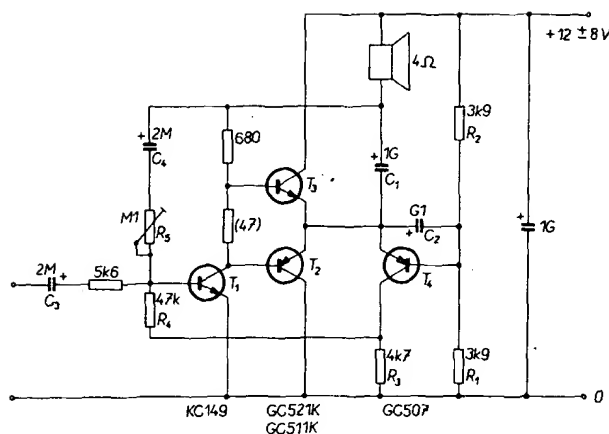 +12 ± 8V
4Ω
3k9
R₂
2M
C₄
680
1G
C₁
T₃
M1
R₅
(47)
G1
C₂
1G
2M
C₃
5k6
T₁
T₂
T₄
47k
R₄
4k7
R₃
3k9
R₁
0
KC149
GC521K
GC507
GC511K